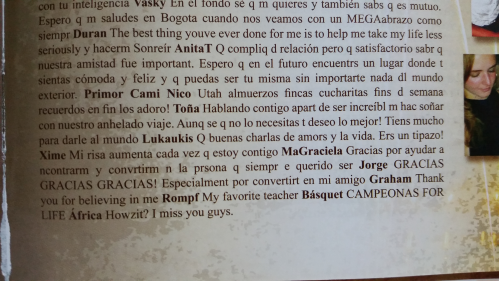 con tu inteligencia Vasky En el fondo sé q m quieres y también sabs q es mutuo.
Espero q m saludes en Bogota cuando nos veamos con un MEGAabrazo como
siempr Duran The best thing youve ever done for me is to help me take my life less
seriously y hacerm Sonreír AnitaT Q compliq d relación pero q satisfactorio sabr q
nuestra amistad fue important. Espero q en el futuro encuentrs un lugar donde t
sientas cómoda y feliz y q puedas ser tu misma sin importarte nada dl mundo
exterior. Primor Cami Nico Utah almuerzos fincas cucharitas fins d semana
recuerdos en fin los adoro! Toña Hablando contigo apart de ser increíbl m hac soñar
con nuestro anhelado viaje. Aunq se q no lo necesitas t deseo lo mejor! Tiens mucho
para darle al mundo Lukaukis Q buenas charlas de amors y la vida. Ers un tipazo!
Xime Mi risa aumenta cada vez q estoy contigo MaGraciela Gracias por ayudar a
ncontrarm y convrtirm n la prsona q siempr e querido ser Jorge GRACIAS
GRACIAS GRACIAS! Especialment por convertirt en mi amigo Graham Thank
you for believing in me Rompf My favorite teacher Básquet CAMPEONAS FOR
LIFE África Howzit? I miss you guys.